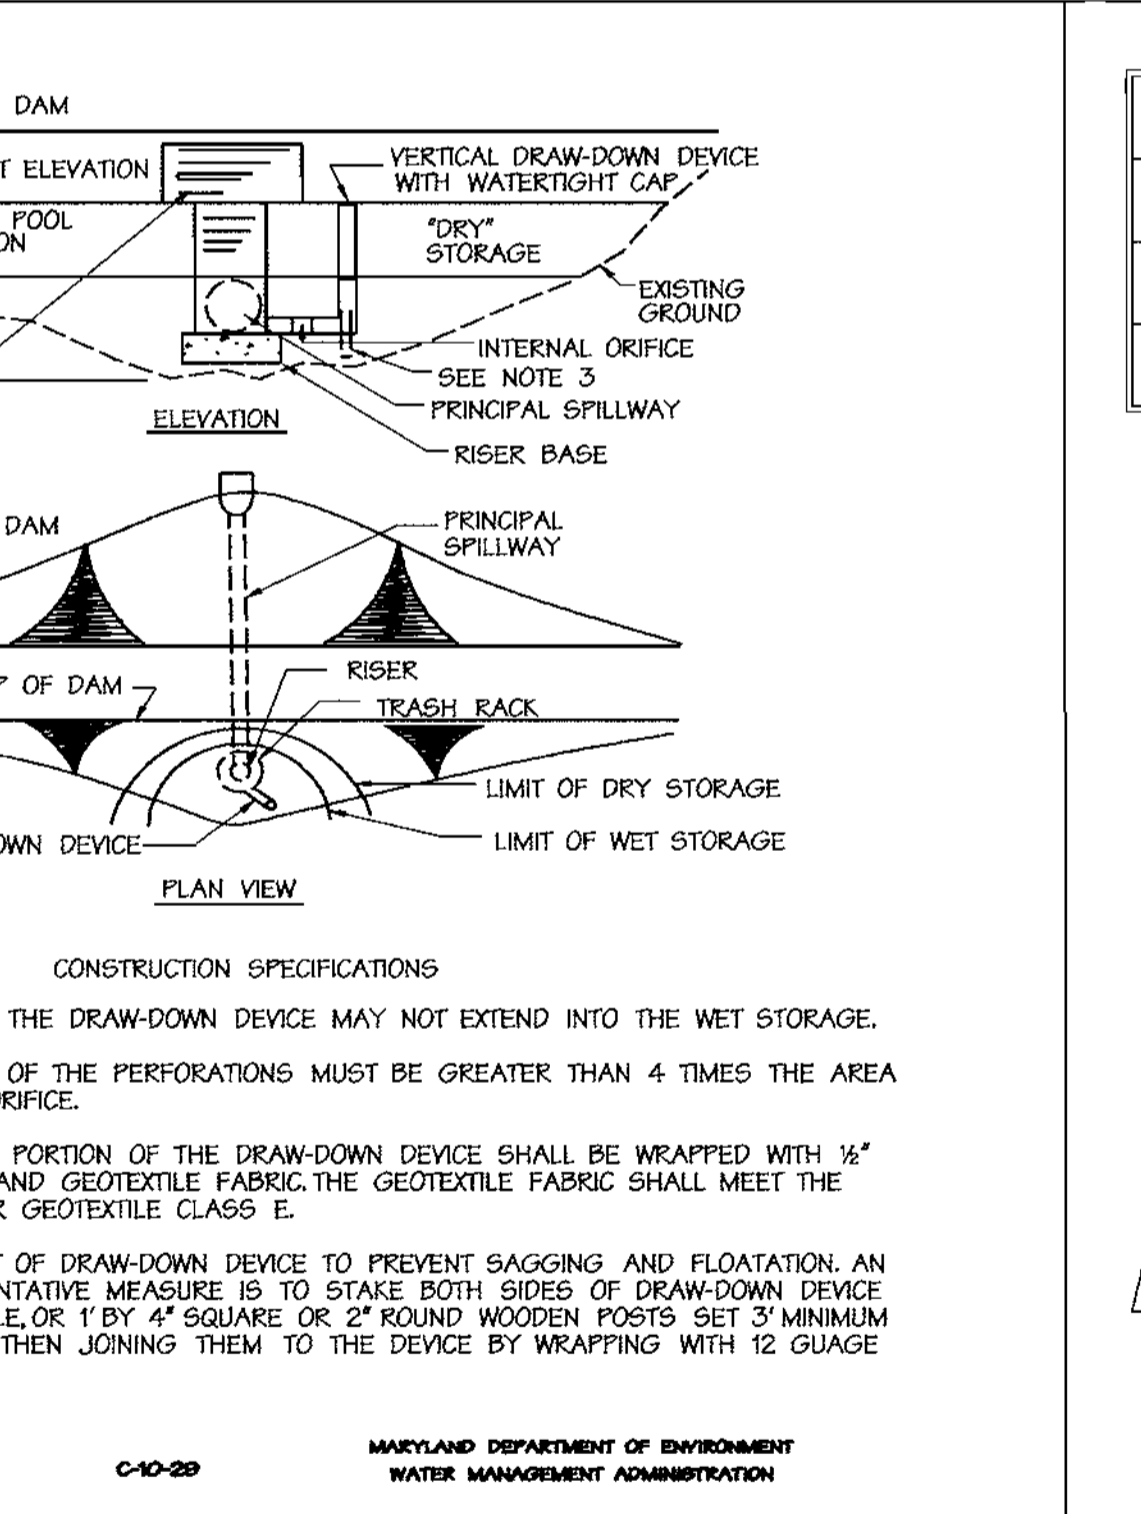 DAM
T ELEVATION
VERTICAL DRAW-DOWN DEVICE
WITH WATERTIGHT CAP
POOL
ON
"DRY"
STORAGE
EXISTING
GROUND
INTERNAL ORIFICE
SEE NOTE 3
PRINCIPAL SPILLWAY
ELEVATION
RISER BASE
DAM
PRINCIPAL
SPILLWAY
RISER
P OF DAM
TRASH RACK
LIMIT OF DRY STORAGE
LIMIT OF WET STORAGE
OWN DEVICE
PLAN VIEW
CONSTRUCTION SPECIFICATIONS
THE DRAW-DOWN DEVICE MAY NOT EXTEND INTO THE WET STORAGE.
OF THE PERFORATIONS MUST BE GREATER THAN 4 TIMES THE AREA
RIFICE.
PORTION OF THE DRAW-DOWN DEVICE SHALL BE WRAPPED WITH ½"
AND GEOTEXTILE FABRIC. THE GEOTEXTILE FABRIC SHALL MEET THE
R GEOTEXTILE CLASS E.
T OF DRAW-DOWN DEVICE TO PREVENT SAGGING AND FLOATATION. AN
NTATIVE MEASURE IS TO STAKE BOTH SIDES OF DRAW-DOWN DEVICE
LE, OR 1' BY 4" SQUARE OR 2" ROUND WOODEN POSTS SET 3' MINIMUM
THEN JOINING THEM TO THE DEVICE BY WRAPPING WITH 12 GUAGE
C-10-29
MARYLAND DEPARTMENT OF ENVIRONMENT
WATER MANAGEMENT ADMINISTRATION